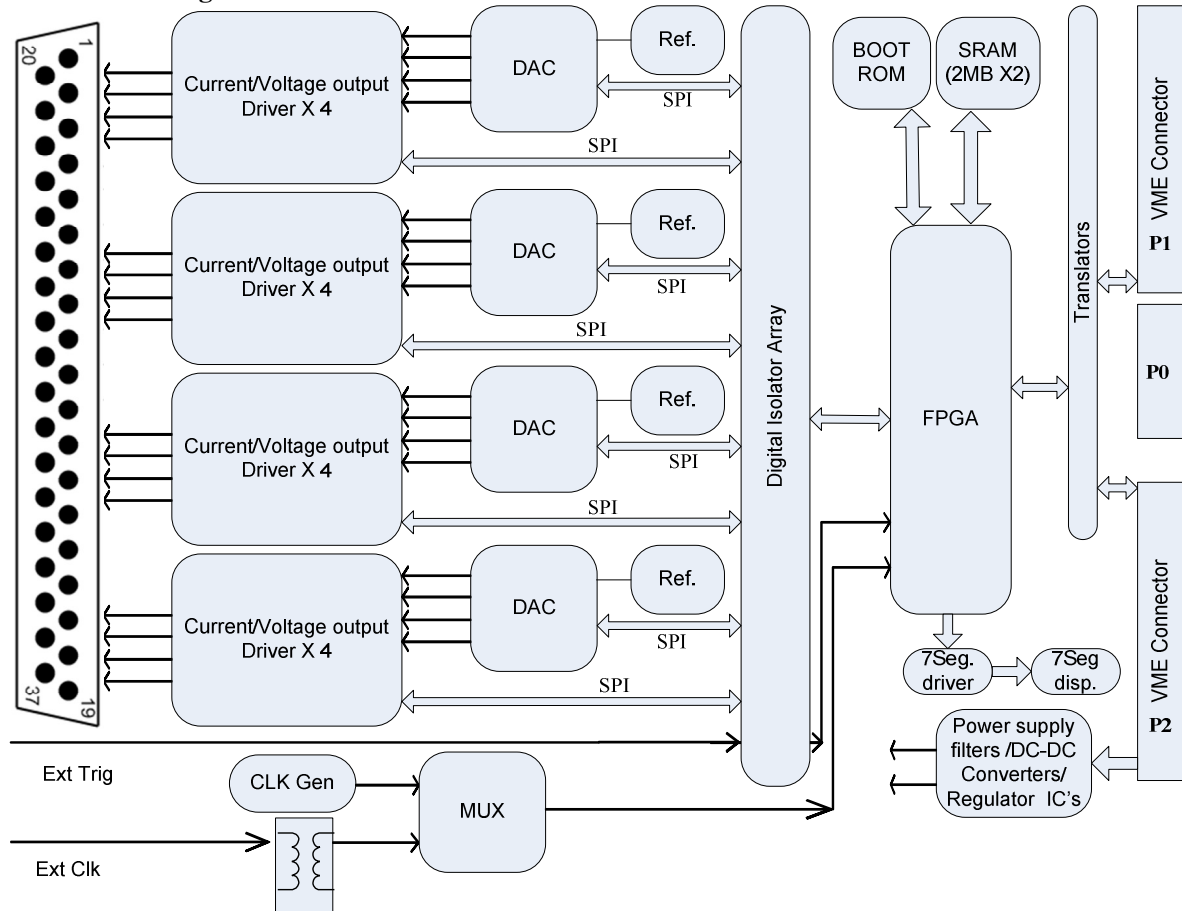 1
20
37
19
Current/Voltage output
Driver X 4
DAC
Ref.
SPI
SPI
Current/Voltage output
Driver X 4
DAC
Ref.
SPI
SPI
Current/Voltage output
Driver X 4
DAC
Ref.
SPI
SPI
Current/Voltage output
Driver X 4
DAC
Ref.
SPI
SPI
Digital Isolator Array
BOOT
ROM
SRAM
(2MB X2)
FPGA
Translators
VME Connector
P1
P0
VME Connector
P2
7Seg.
driver
7Seg
disp.
Power supply
filters /DC-DC
Converters/
Regulator IC's
Ext Trig
CLK Gen
MUX
Ext Clk